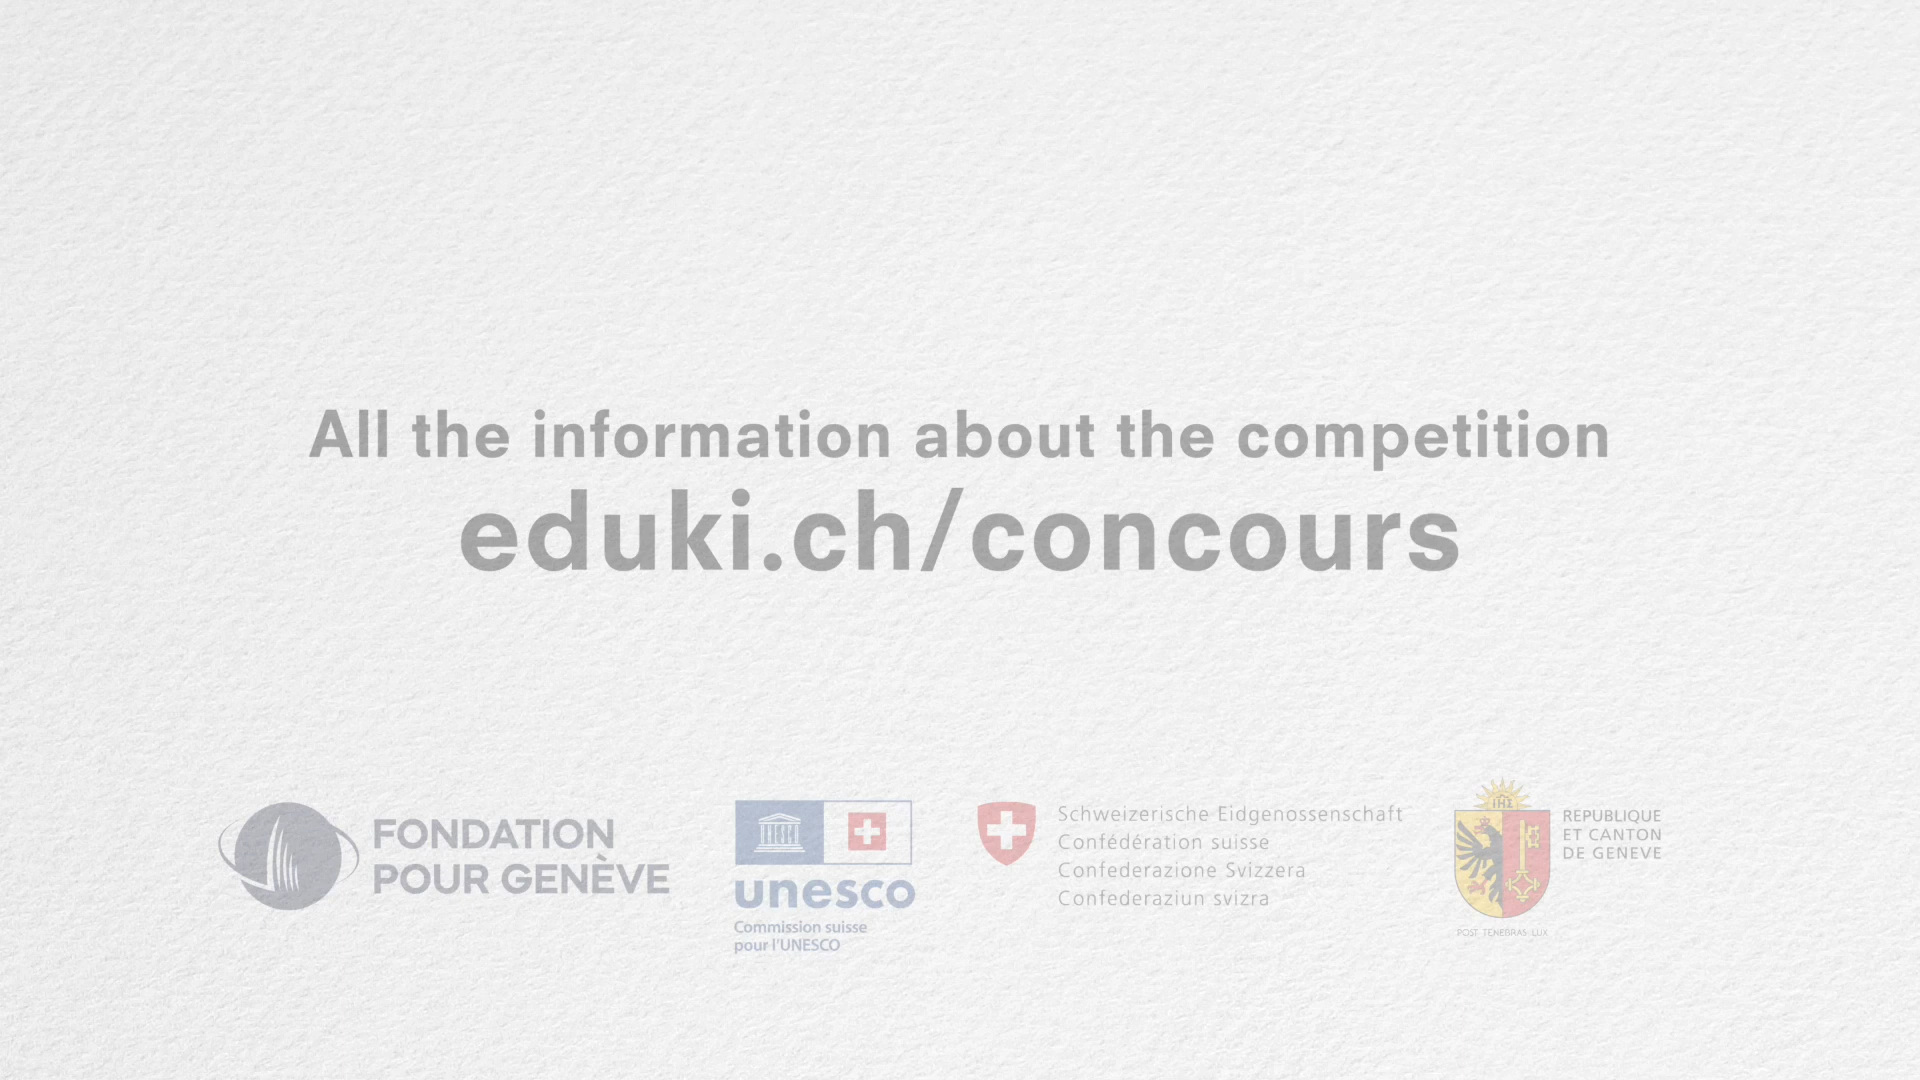 All the information about the competition
eduki.ch/concours
FONDATION
POUR GENÈVE
unesco
Commission suisse
pour l'UNESCO
Schweizerische Eidgenossenschaft
Confédération suisse
Confederazione Svizzera
Confederaziun svizra
IHS
REPUBLIQUE
ET CANTON
DE GENEVE
POST TENEBRAS LUX